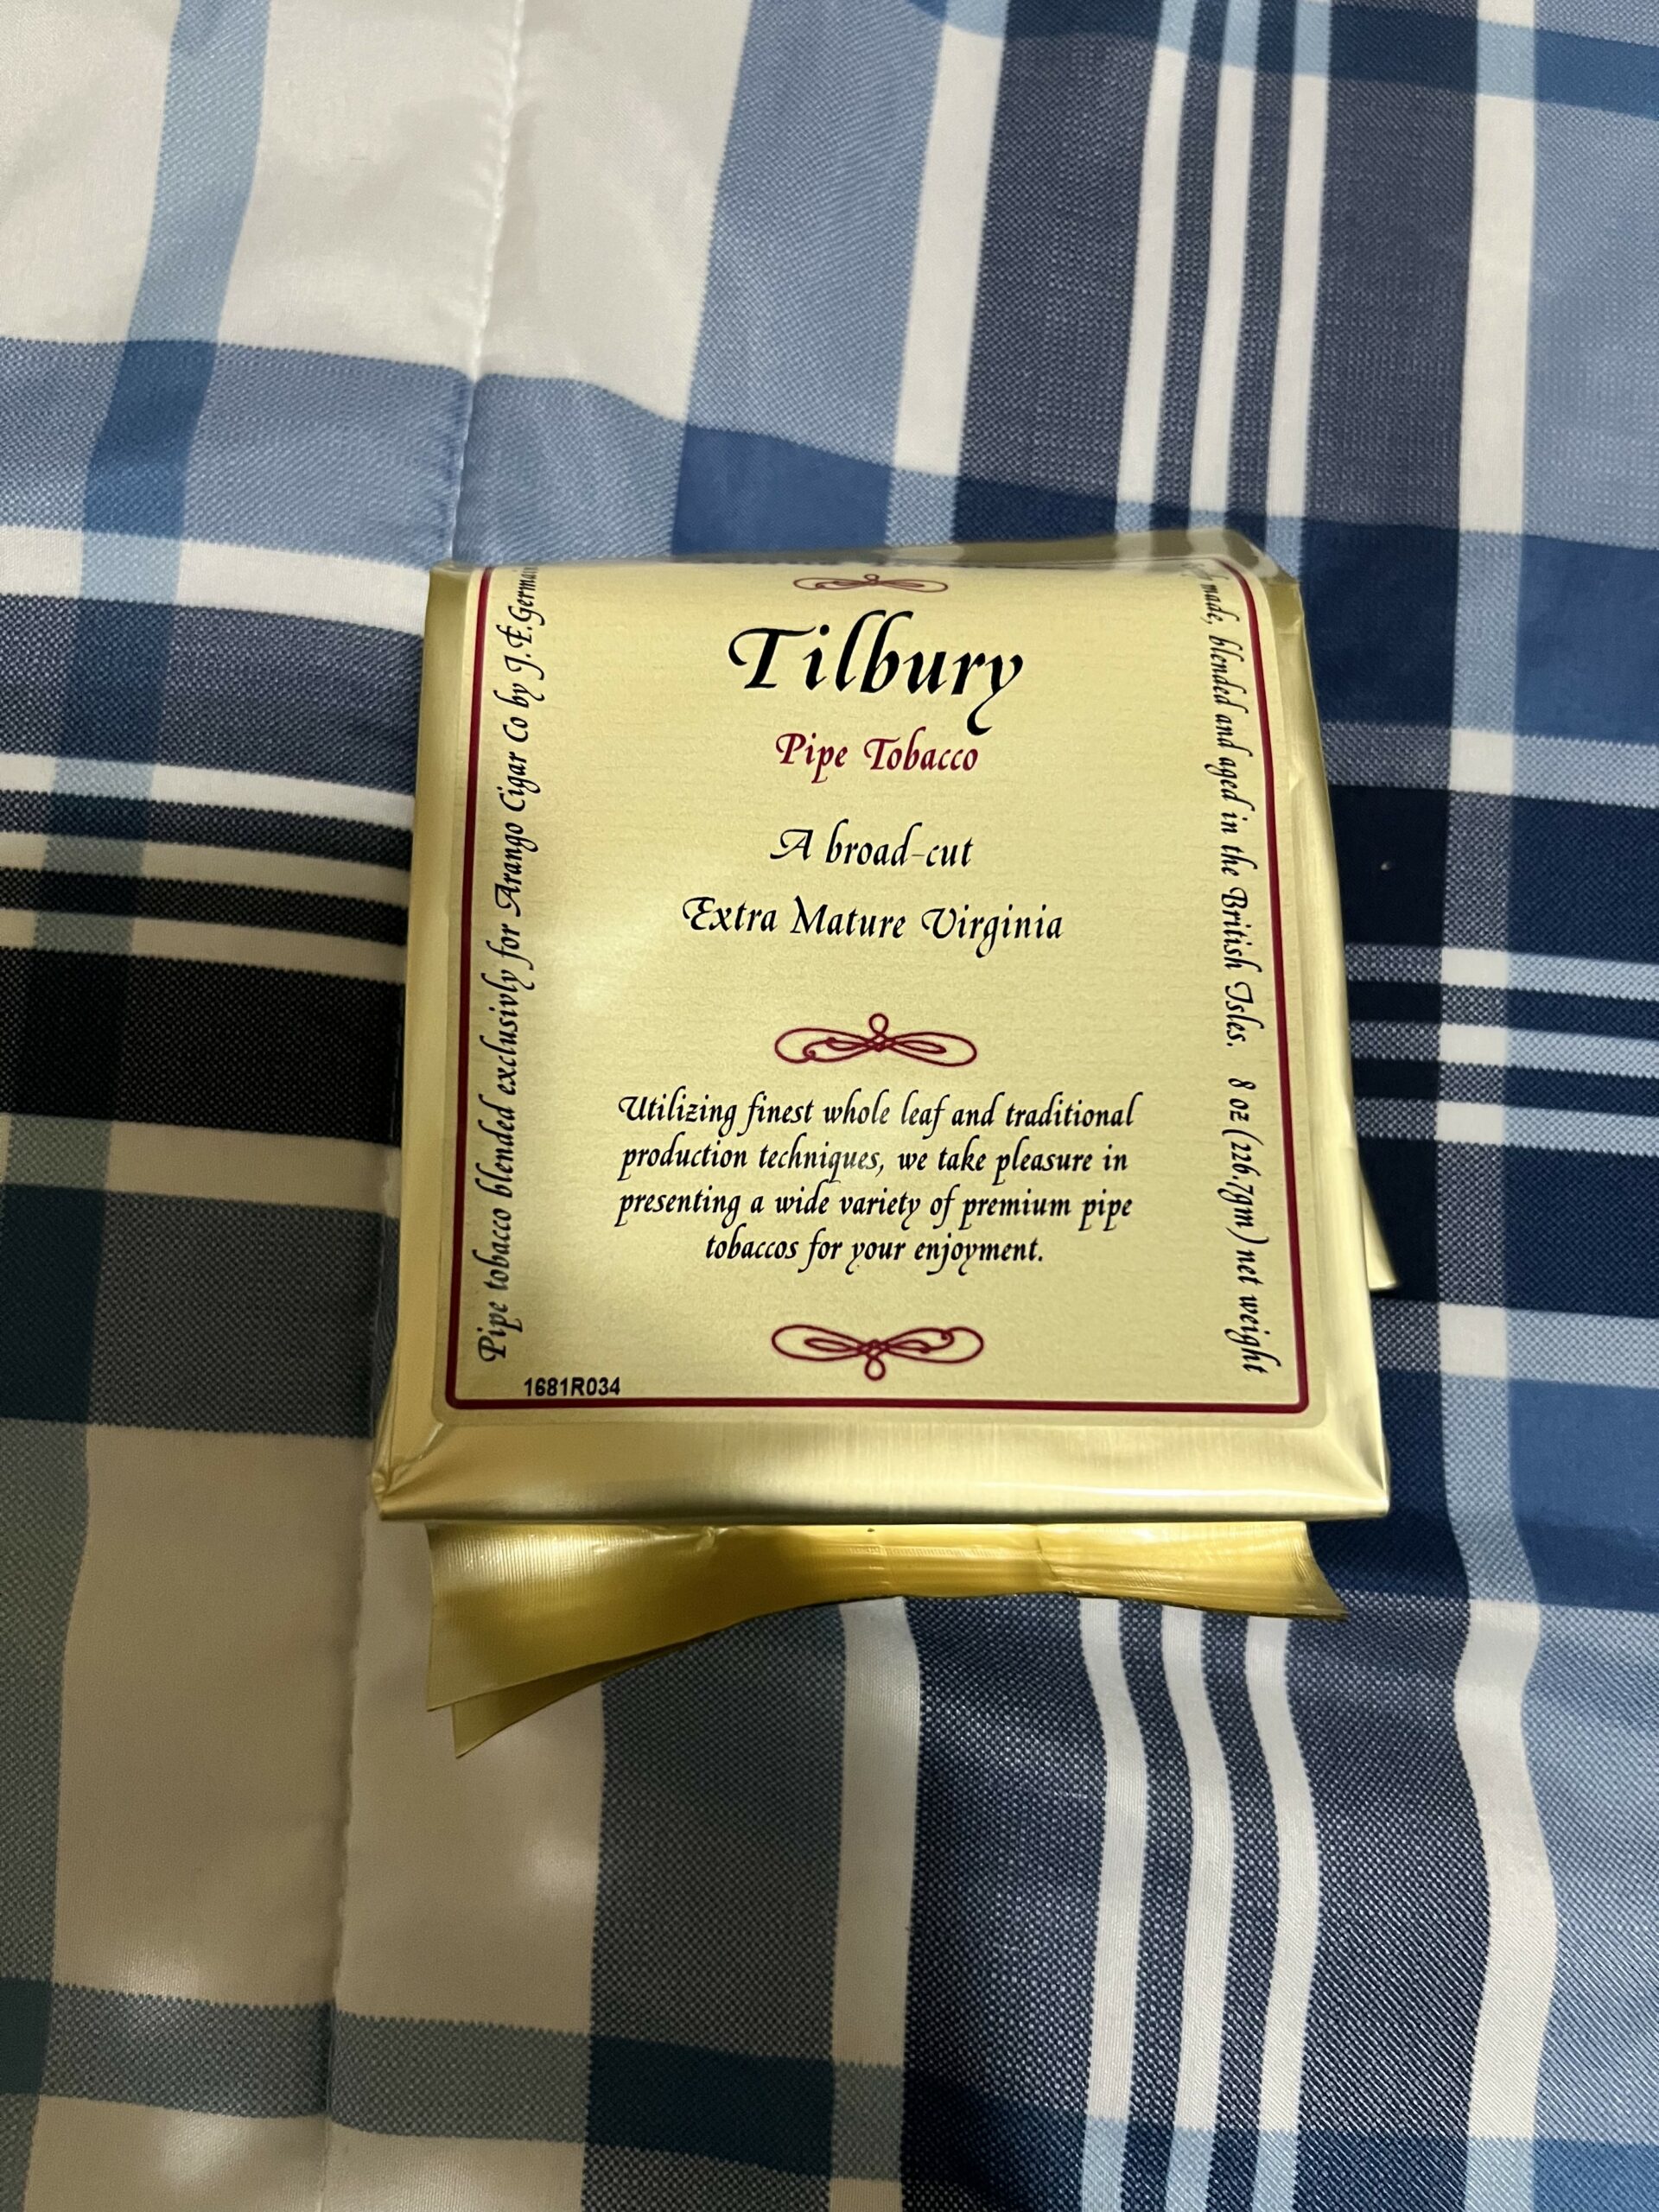 Tilbury
Pipe Tobacco
A broad-cut
Extra Mature Virginia
Utilizing finest whole leaf and traditional
production techniques, we take pleasure in
presenting a wide variety of premium pipe
tobaccos for your enjoyment.
1681R034
Pipe tobacco blended exclusivly for Arango Cigar Co by J.F.Germain
made, blended and aged in the British Isles. 8 oz (226.7gm) net weight